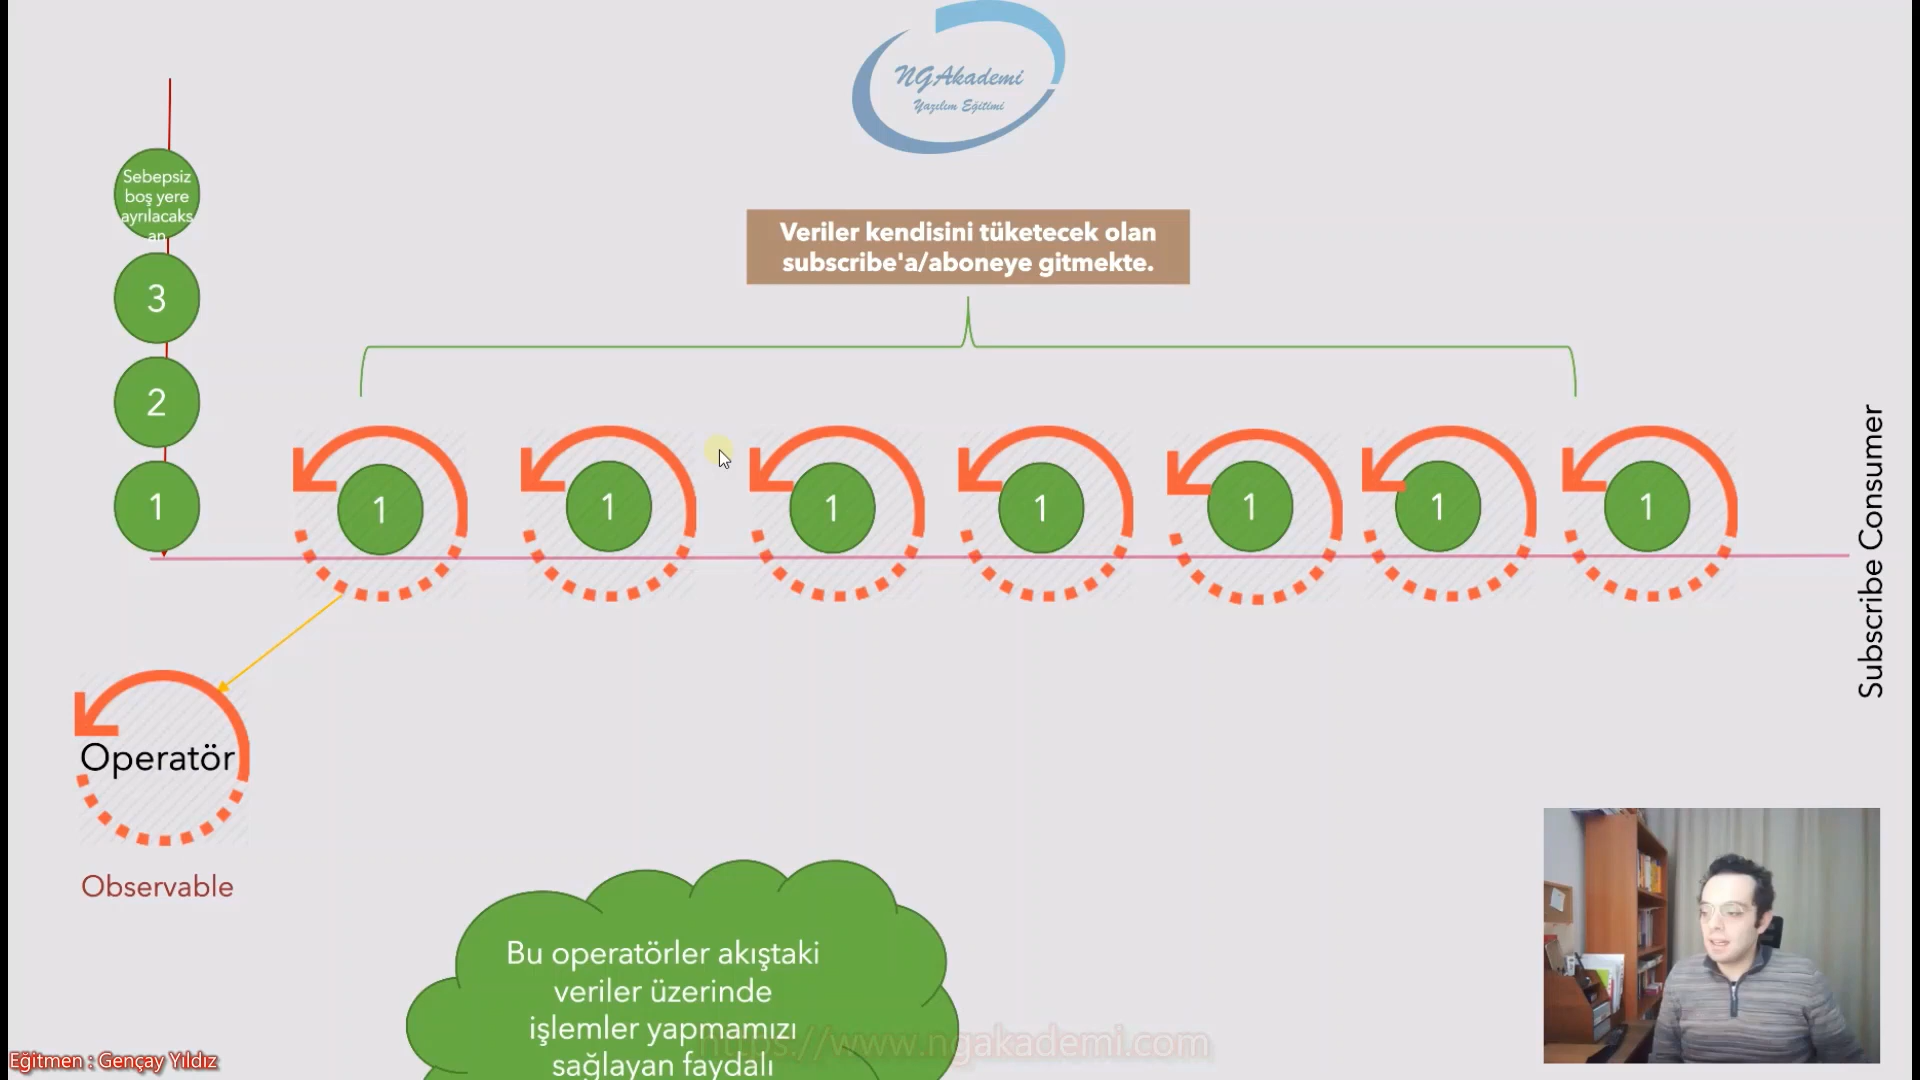 NGAkademi
Yazılım Eğitimi
Sebepsiz
boş yere
ayrılacaks
an
3
2
1
Veriler kendisini tüketecek olan
subscribe'a/aboneye gitmekte.
1
1
1
1
1
1
1
Subscribe Consumer
Operatör
Observable
Bu operatörler akıştaki
veriler üzerinde
işlemler yapmamızı
sağlayan faydalı
https://www.ngakademi.com
Eğitmen : Gençay Yıldız